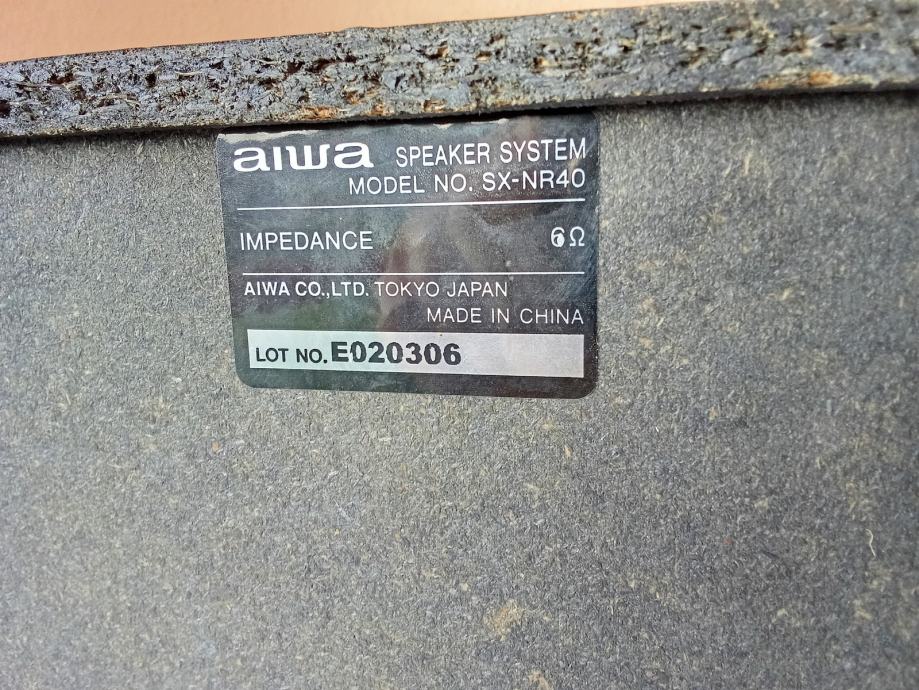 aiwa SPEAKER SYSTEM
MODEL NO. SX-NR40
IMPEDANCE 6Ω
AIWA CO.,LTD. TOKYO JAPAN
MADE IN CHINA
LOT NO. E020306